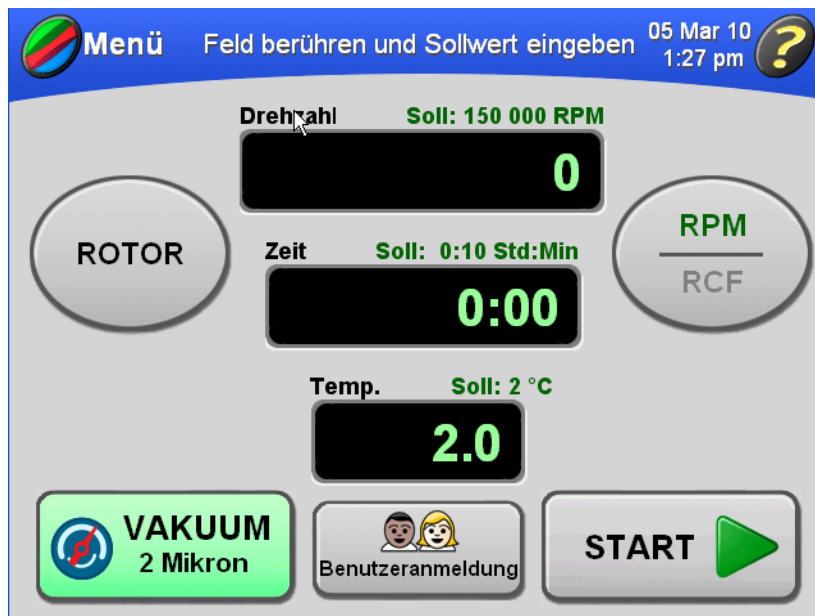 Menü
Feld berühren und Sollwert eingeben
05 Mar 10
1:27 pm
?
Drehzahl
Soll: 150 000 RPM
0
ROTOR
RPM
RCF
Zeit
Soll: 0:10 Std:Min
0:00
Temp.
Soll: 2 °C
2.0
VAKUUM
2 Mikron
Benutzeranmeldung
START